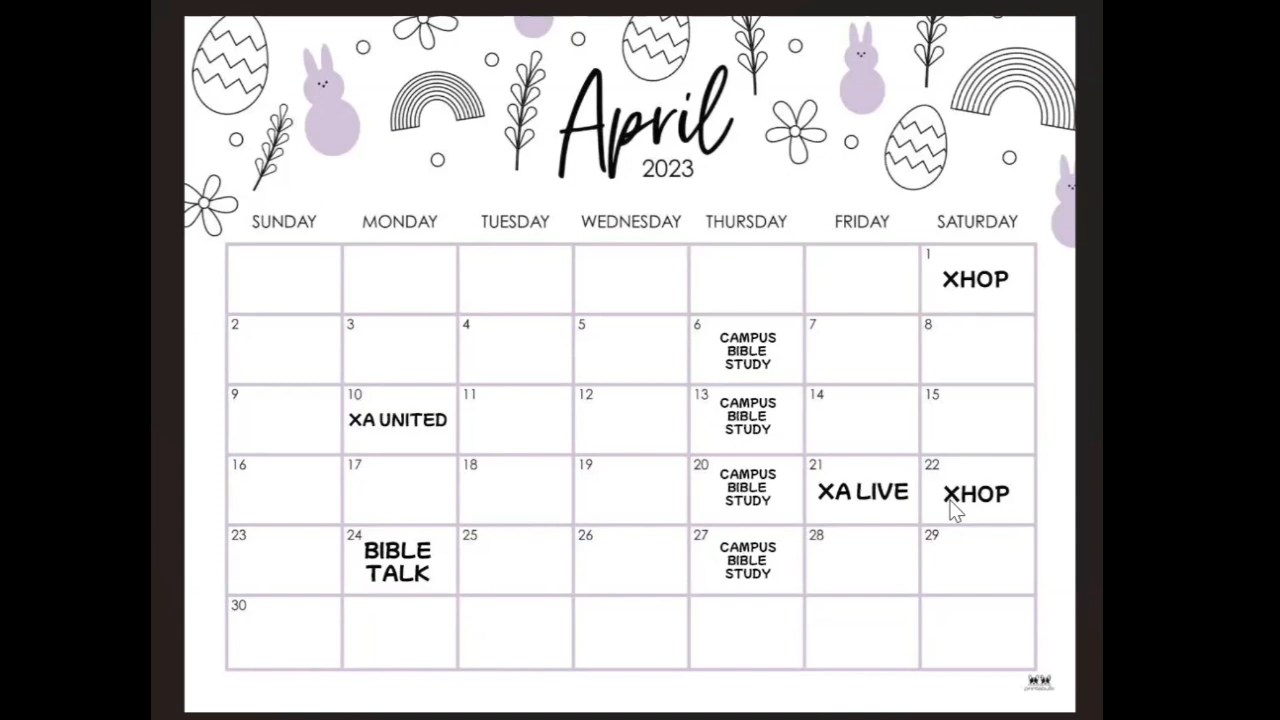 April
2023
SUNDAY MONDAY TUESDAY WEDNESDAY THURSDAY FRIDAY SATURDAY
1
XHOP
2 3 4 5 6 7 8
CAMPUS
BIBLE
STUDY
9 10 11 12 13 14 15
XA UNITED
CAMPUS
BIBLE
STUDY
16 17 18 19 20 21 22
CAMPUS
BIBLE
STUDY
XA LIVE
XHOP
23 24 25 26 27 28 29
BIBLE
TALK
CAMPUS
BIBLE
STUDY
30
printabulls